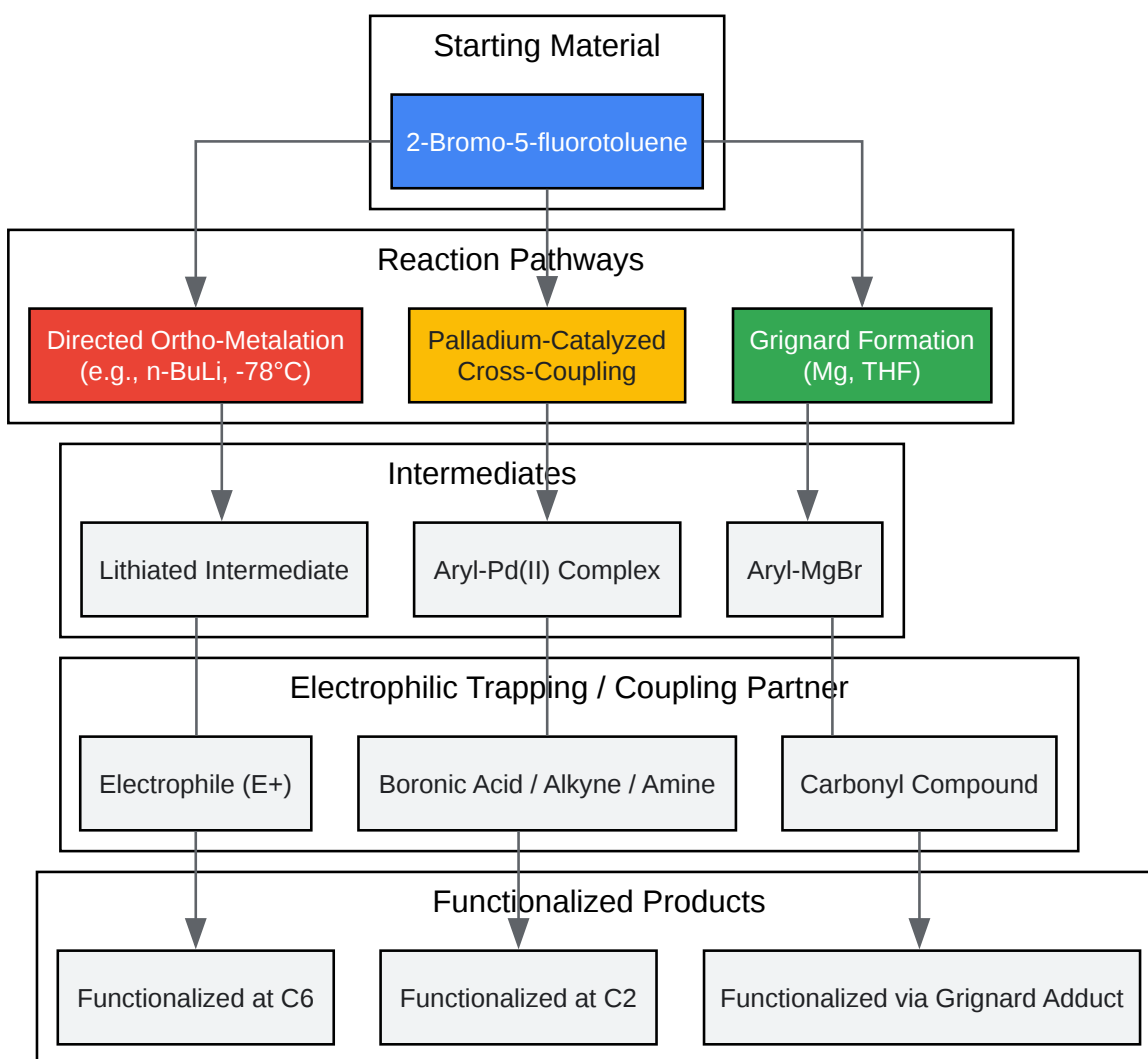 Starting Material
2-Bromo-5-fluorotoluene
Reaction Pathways
Directed Ortho-Metalation
(e.g., n-BuLi, -78°C)
Palladium-Catalyzed
Cross-Coupling
Grignard Formation
(Mg, THF)
Intermediates
Lithiated Intermediate
Aryl-Pd(II) Complex
Aryl-MgBr
Electrophilic Trapping / Coupling Partner
Electrophile (E+)
Boronic Acid / Alkyne / Amine
Carbonyl Compound
Functionalized Products
Functionalized at C6
Functionalized at C2
Functionalized via Grignard Adduct